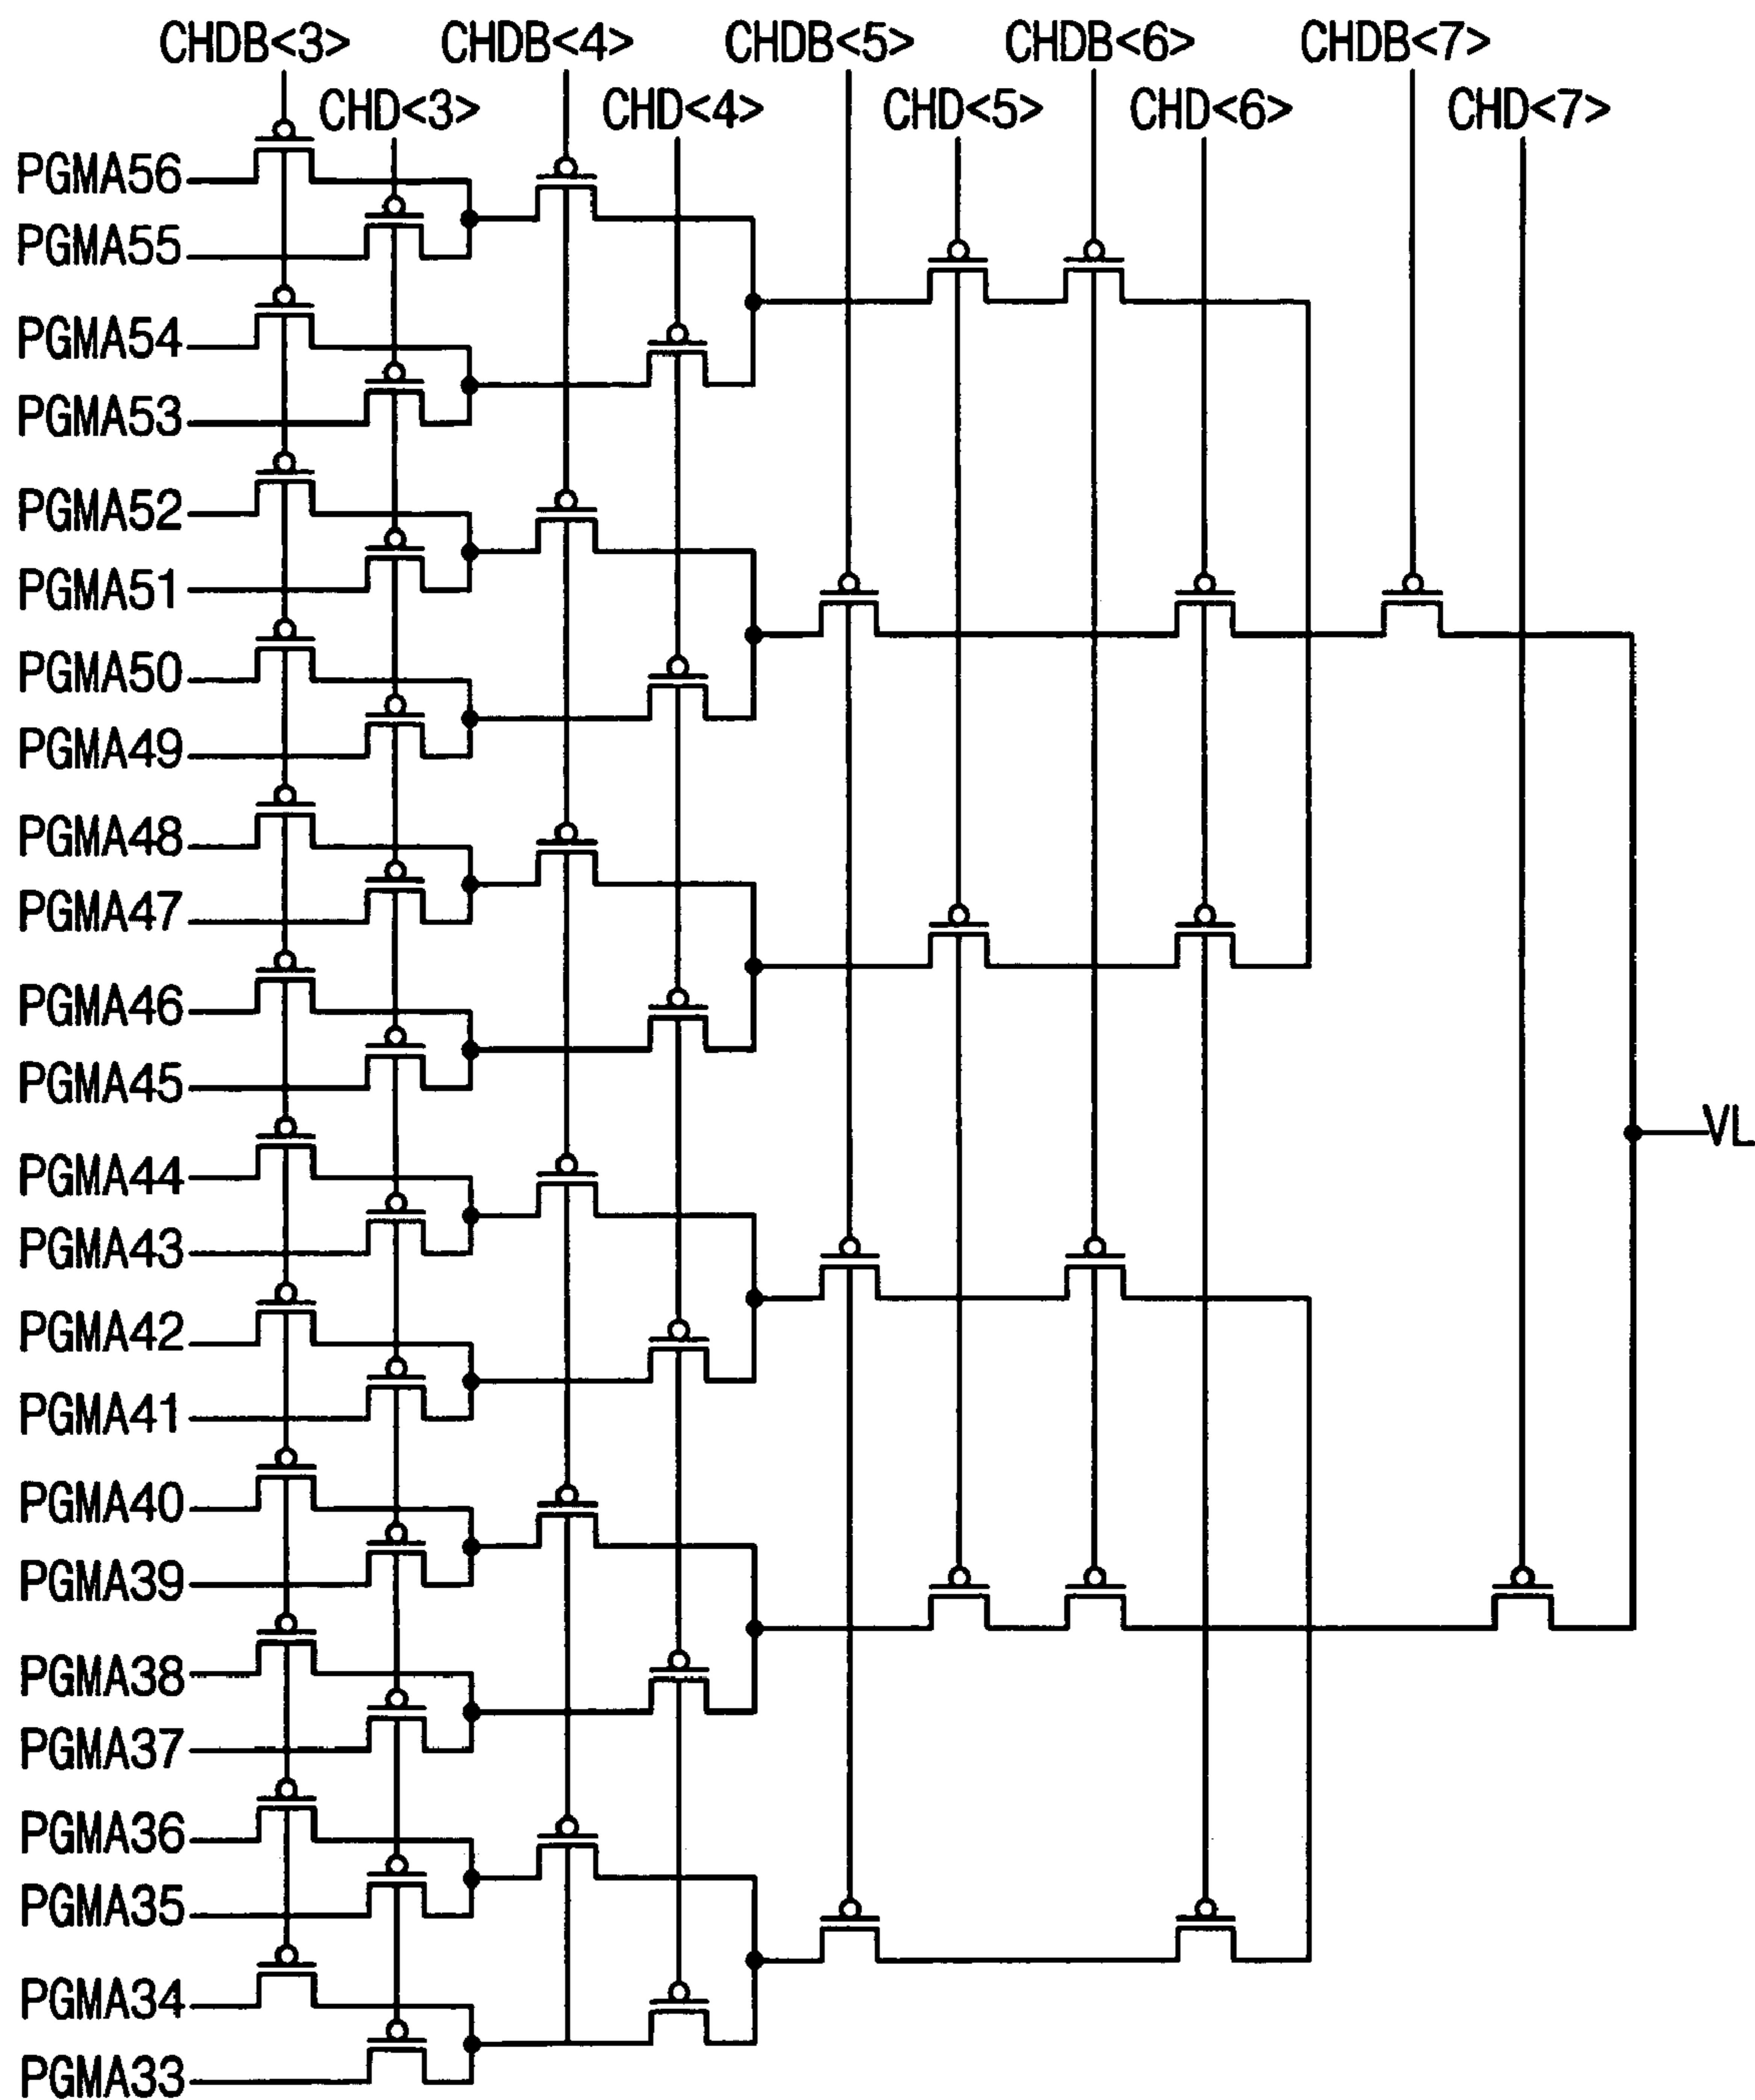 CHDB<3> CHDB<4> CHDB<5> CHDB<6> CHDB<7>
CHD<3> CHD<4> CHD<5> CHD<6> CHD<7>
PGMA56
PGMA55
PGMA54
PGMA53
PGMA52
PGMA51
PGMA50
PGMA49
PGMA48
PGMA47
PGMA46
PGMA45
VL
PGMA44
PGMA43
PGMA42
PGMA41
PGMA40
PGMA39
PGMA38
PGMA37
PGMA36
PGMA35
PGMA34
PGMA33